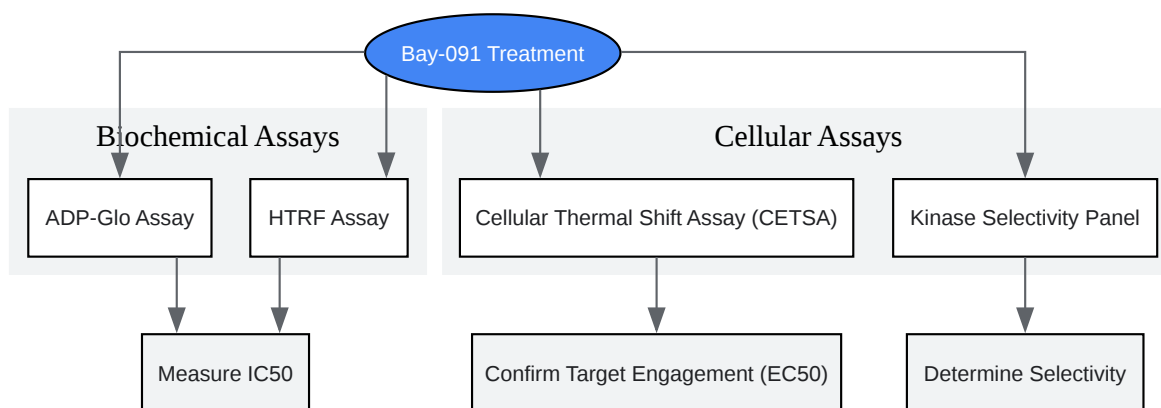 Bay-091 Treatment
Biochemical Assays
Cellular Assays
ADP-Glo Assay
HTRF Assay
Cellular Thermal Shift Assay (CETSA)
Kinase Selectivity Panel
Measure IC50
Confirm Target Engagement (EC50)
Determine Selectivity